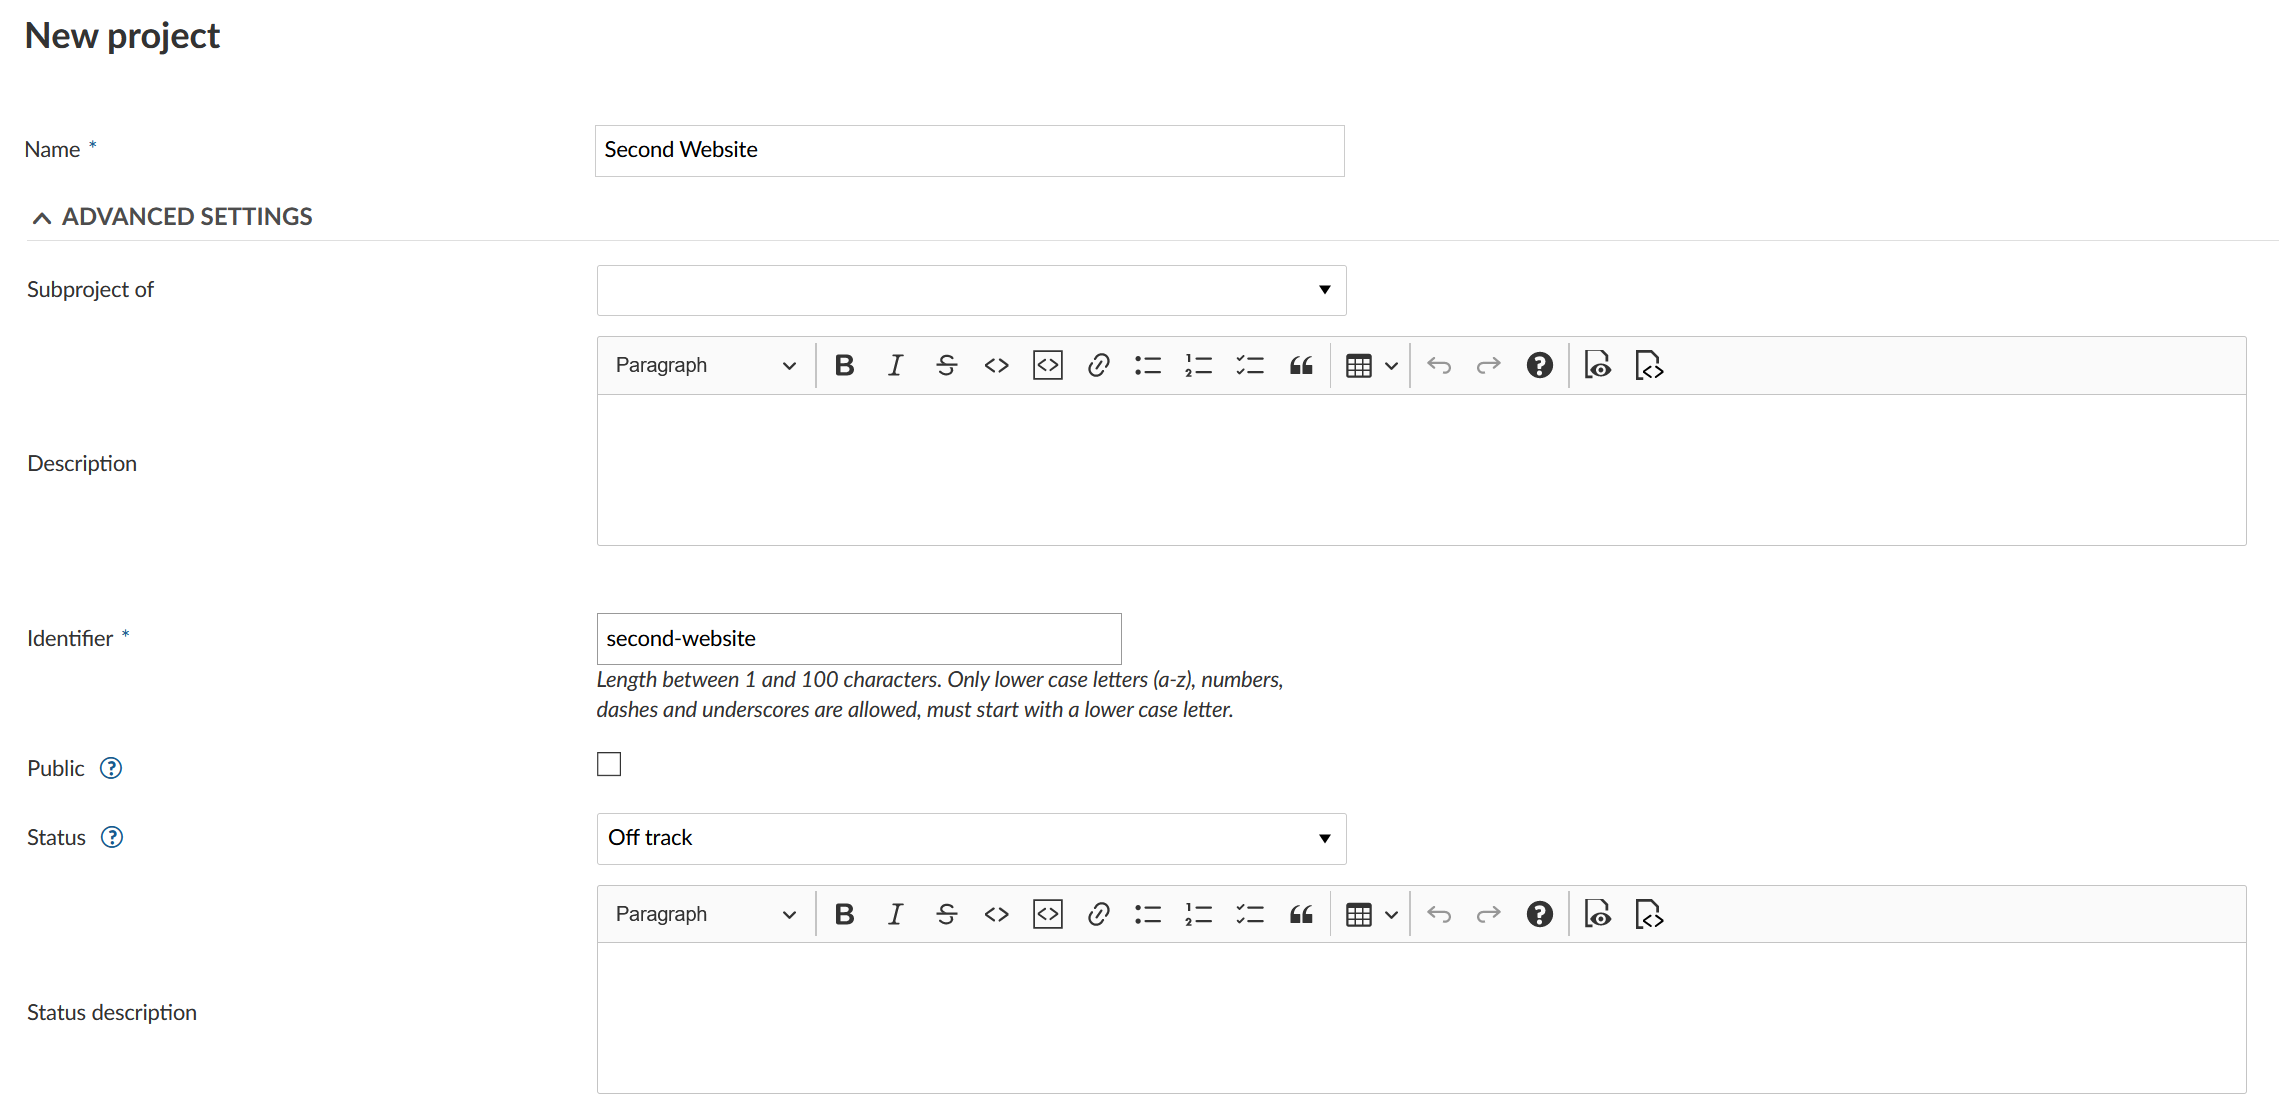 New project
Name *
Second Website
ADVANCED SETTINGS
Subproject of
Paragraph
Description
Identifier *
second-website
Length between 1 and 100 characters. Only lower case letters (a-z), numbers,
dashes and underscores are allowed, must start with a lower case letter.
Public
Status
Off track
Paragraph
Status description